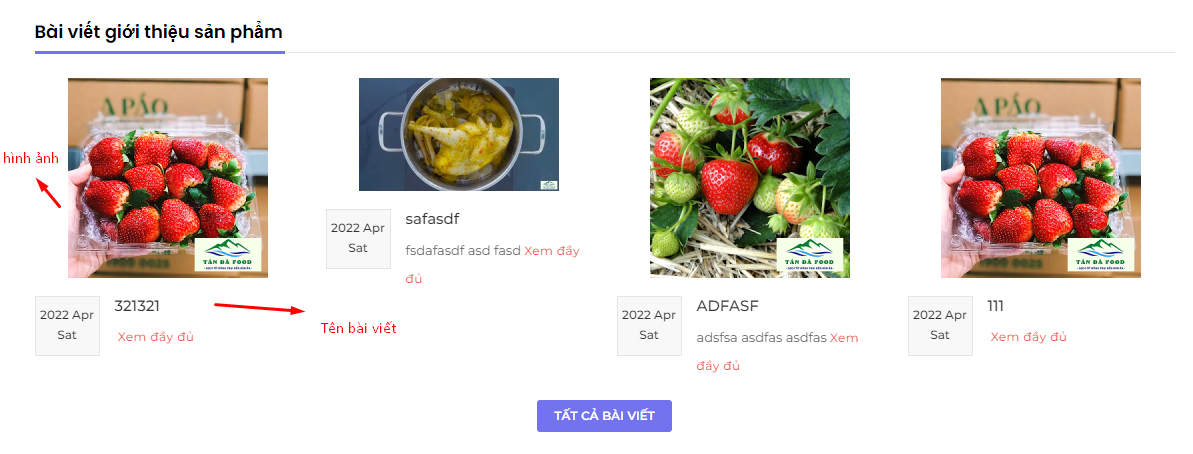 Bài viết giới thiệu sản phẩm
A PÁO
hình ảnh
TẢN ĐÀ FOOD
2022 Apr
Sat
321321
Xem đầy đủ
Tên bài viết
2022 Apr
Sat
safasdf
fsdafasdf asd fasd Xem đầy
đủ
TẢN ĐÀ FOOD
2022 Apr
Sat
ADFASF
adsfsa asdfas asdfas Xem
đầy đủ
A PÁO
TẢN ĐÀ FOOD
2022 Apr
Sat
111
Xem đầy đủ
TẤT CẢ BÀI VIẾT